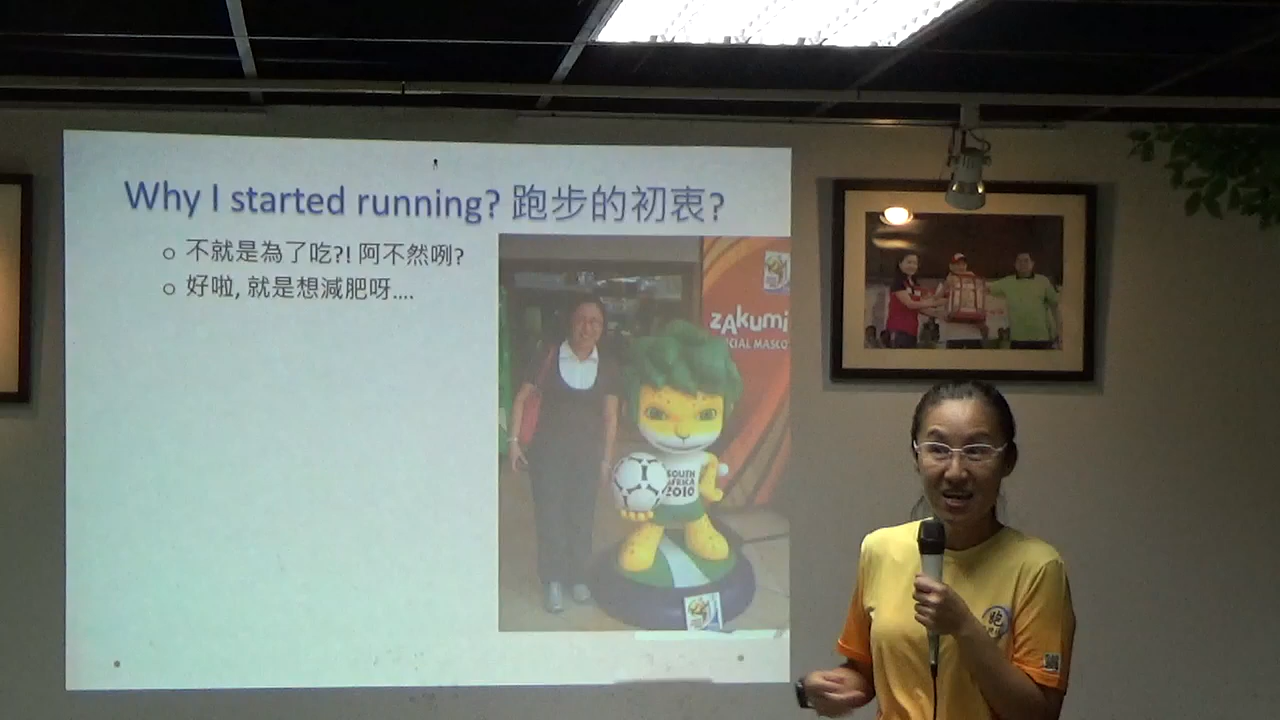 Why I started running? 跑步的初衷?
不就是為了吃?! 阿不然咧?
好啦, 就是想減肥呀....
ZAkumi
SOUTH
AFRICA
2010
跑